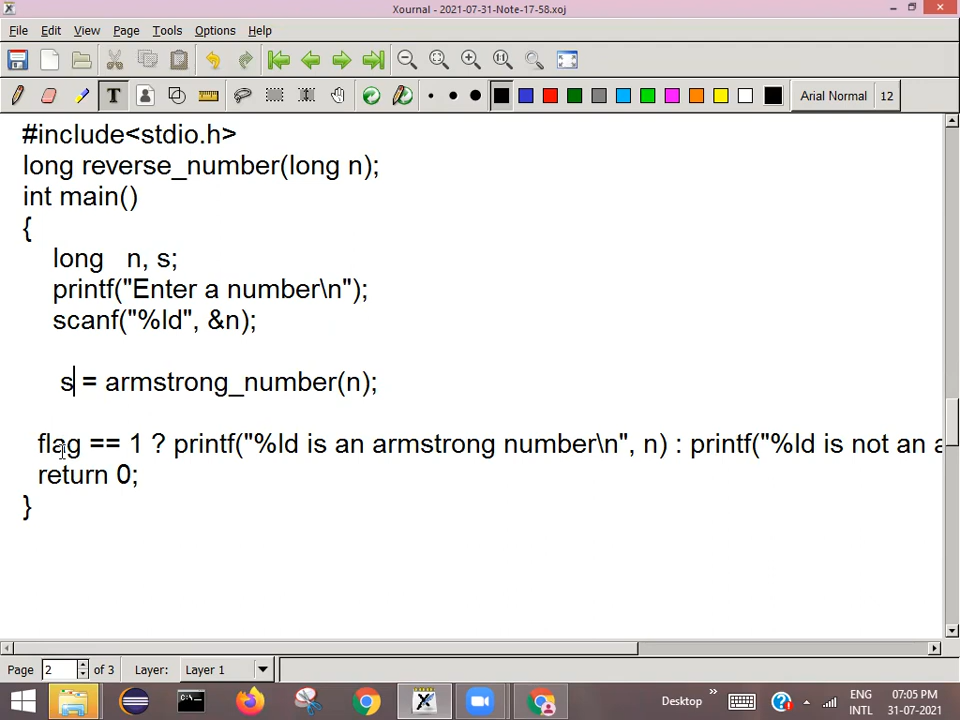 Xournal - 2021-07-31-Note-17-58.xoj
File Edit View Page Tools Options Help
Arial Normal 12
#include<stdio.h>
long reverse_number(long n);
int main()
{
long n, s;
printf("Enter a number\n");
scanf("%ld", &n);
s = armstrong_number(n);
flag == 1 ? printf("%ld is an armstrong number\n", n) : printf("%ld is not an a
return 0;
}
Page 2 of 3 Layer: Layer 1
Desktop » ENG 07:05 PM
INTL 31-07-2021